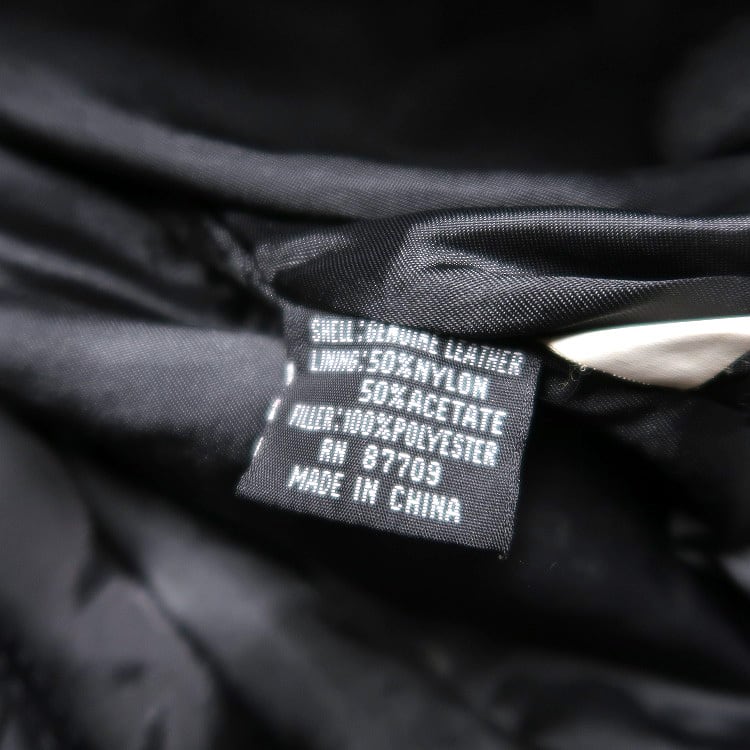 SHELL:GENUINE LEATHER
LINING:50%NYLON
50%ACETATE
FILLER:100%POLYESTER
RN 87709
MADE IN CHINA